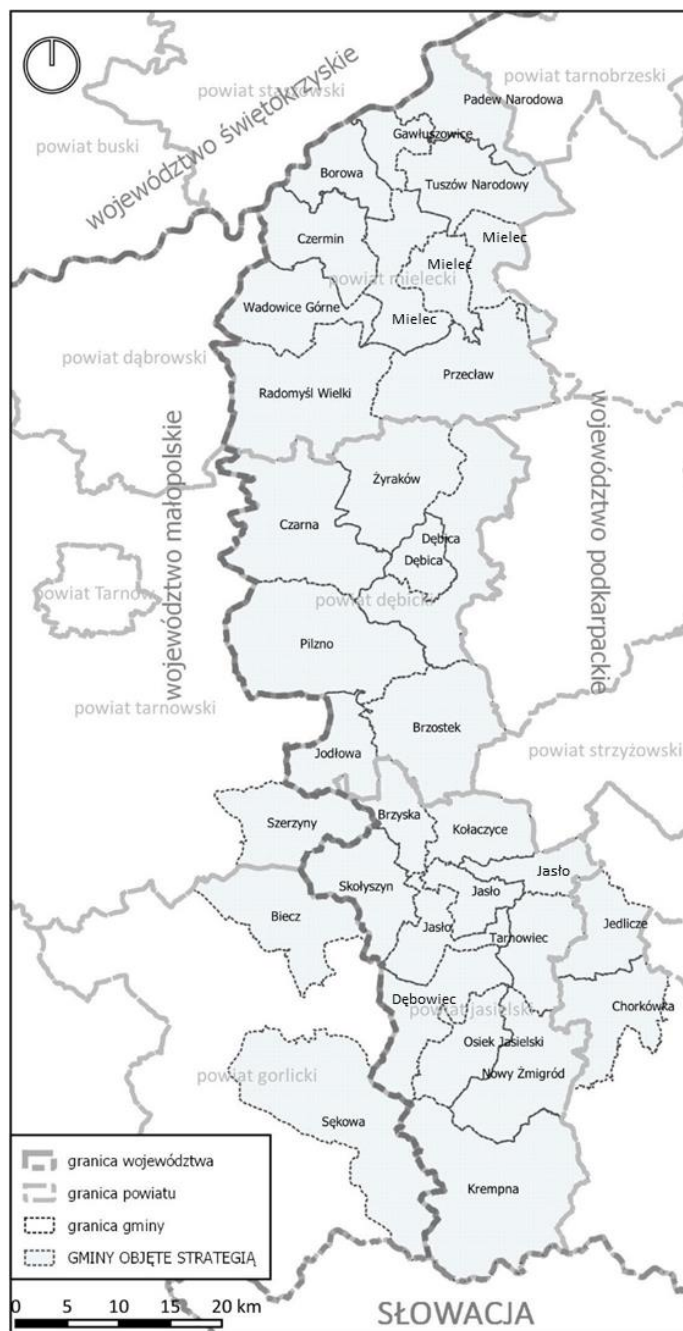 powiat tarnobrzeski
powiat staszowski
województwo świętokrzyskie
Padew Narodowa
powiat buski
Gawłuszowice
Borowa
Tuszów Narodowy
Czermin
Mielec
Mielec
powiat mielecki
Wadowice Górne
Mielec
powiat dąbrowski
Przecław
Radomyśl Wielki
województwo małopolskie
województwo podkarpackie
Żyraków
Czarna
Dębica
Dębica
powiat Tarnów
powiat dębicki
Pilzno
powiat tarnowski
Brzostek
Jodłowa
powiat strzyżowski
Szerzyny
Brzyska
Kołaczyce
Jasło
Skołyszyn
Jasło
Biecz
Jasło
Jedlicze
Tarnowiec
Dębowiec
Chorkówka
powiat jasielski
Osiek Jasielski
Nowy Żmigród
powiat gorlicki
Sękowa
Krempna
granica województwa
granica powiatu
granica gminy
GMINY OBJĘTE STRATEGIĄ
0 5 10 15 20 km
SŁOWACJA